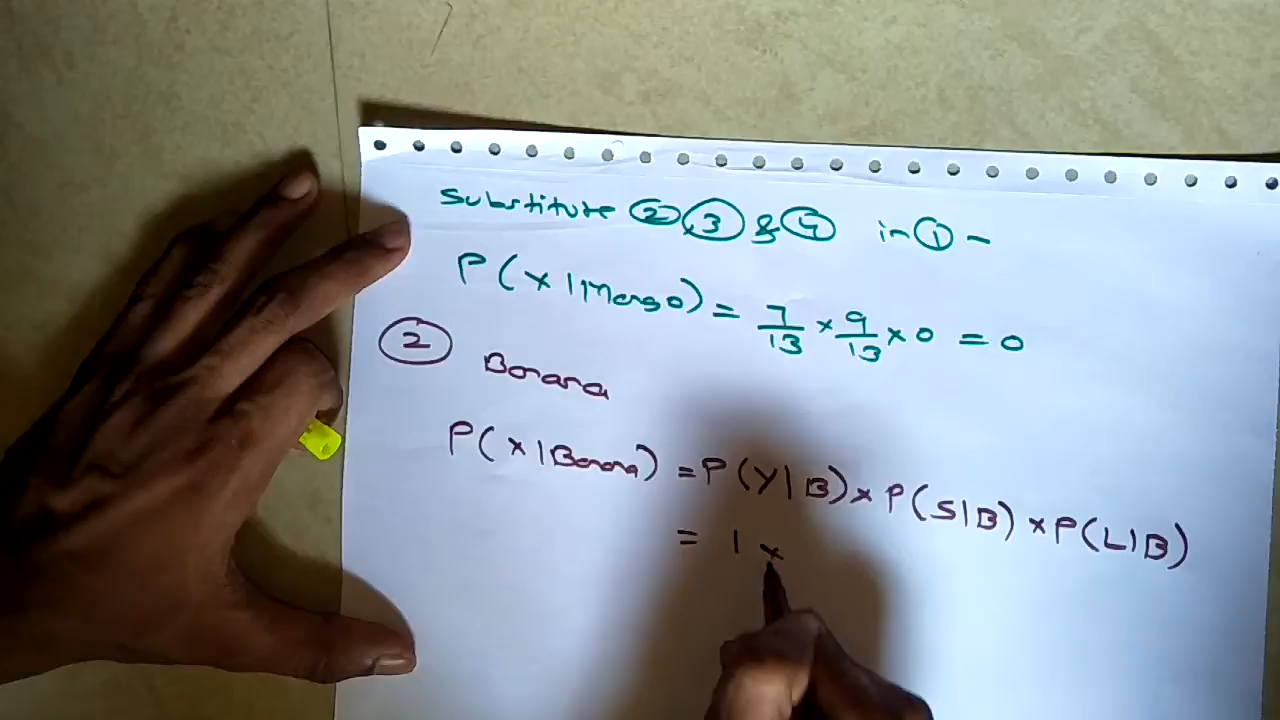 Substitute ② ③ & ④ in ① -
P(X|Mango) = 7/13 × 9/13 × 0 = 0
② Banana
P(X|Banana) = P(Y|B) × P(S|B) × P(L|B)
= 1 ×